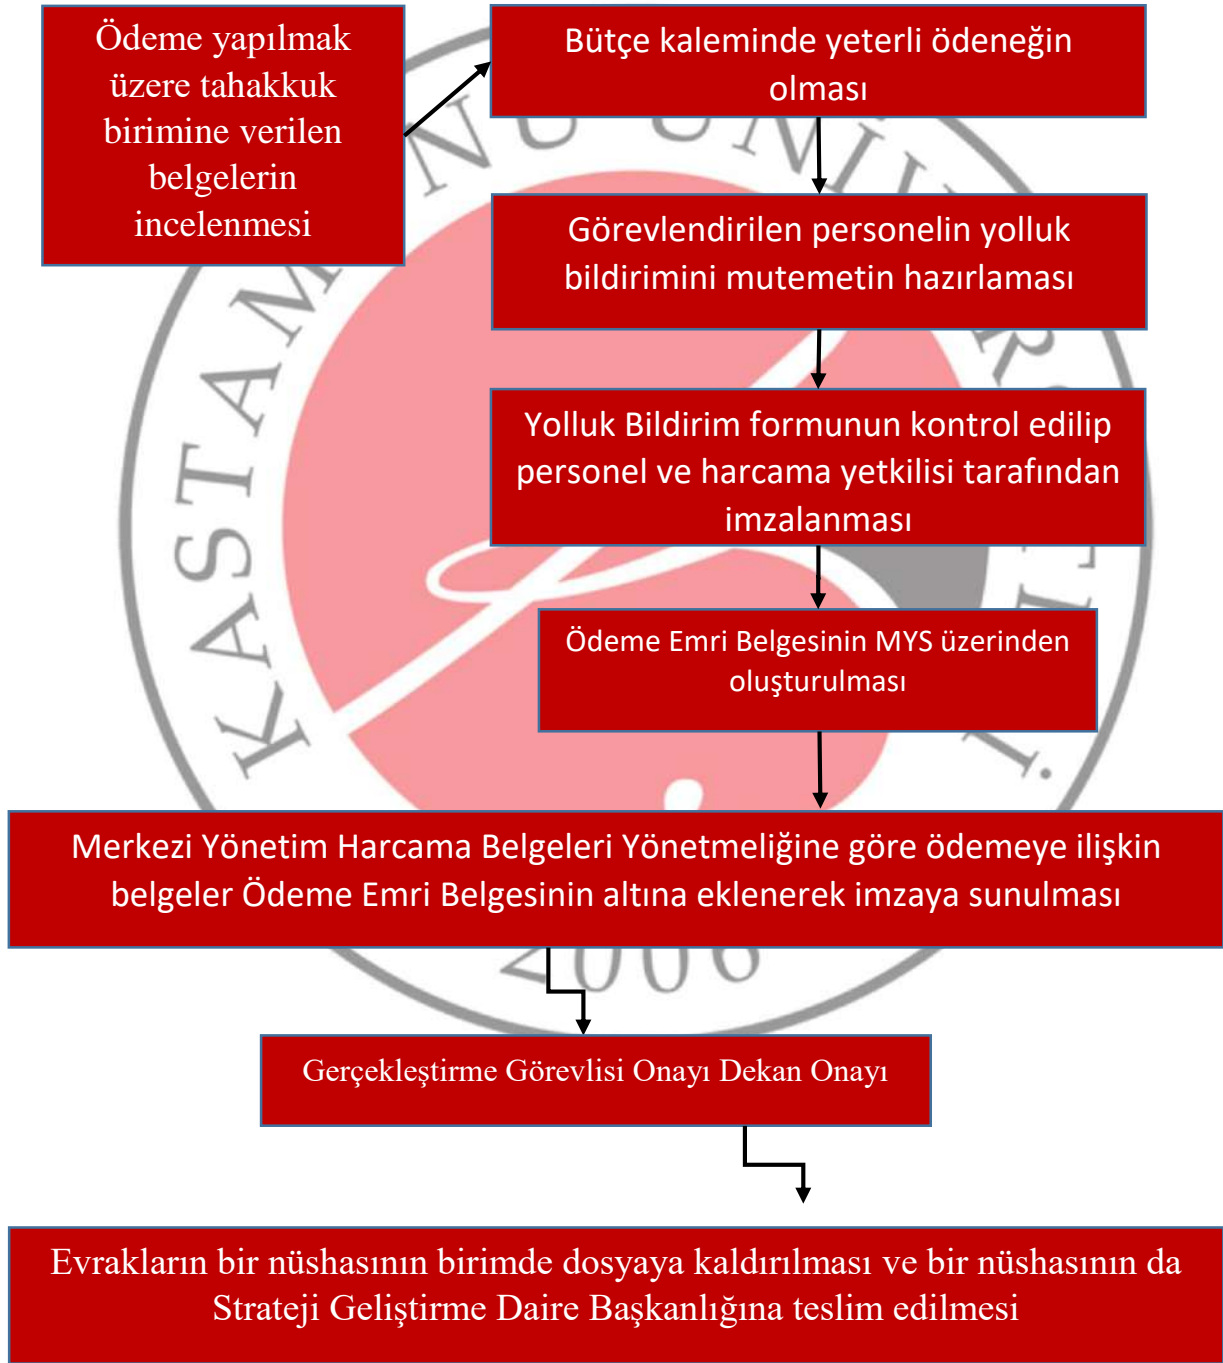 Ödeme yapılmak
üzere tahakkuk
birimine verilen
belgelerin
incelenmesi
Bütçe kaleminde yeterli ödeneğin
olması
Görevlendirilen personelin yolluk
bildirimini mutemetin hazırlaması
Yolluk Bildirim formunun kontrol edilip
personel ve harcama yetkilisi tarafından
imzalanması
Ödeme Emri Belgesinin MYS üzerinden
oluşturulması
Merkezi Yönetim Harcama Belgeleri Yönetmeliğine göre ödemeye ilişkin
belgeler Ödeme Emri Belgesinin altına eklenerek imzaya sunulması
2006
Gerçekleştirme Görevlisi Onayı Dekan Onayı
Evrakların bir nüshasının birimde dosyaya kaldırılması ve bir nüshasının da
Strateji Geliştirme Daire Başkanlığına teslim edilmesi